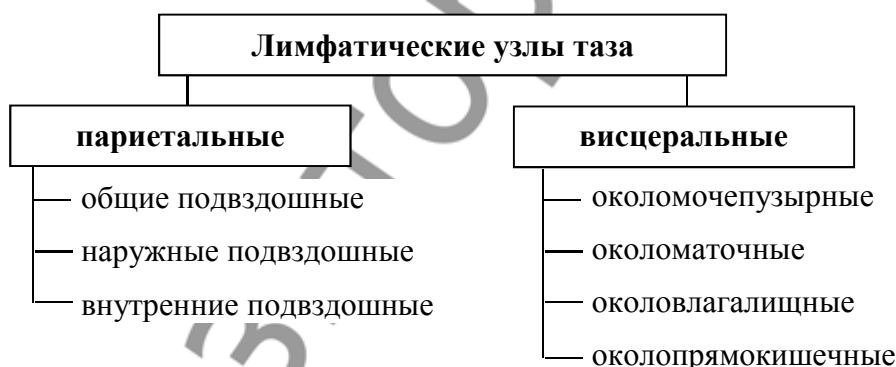 Лимфатические узлы таза
париетальные
общие подвздошные
наружные подвздошные
внутренние подвздошные
висцеральные
околомочепузырные
околоматочные
околовлагалищные
околопрямокишечные